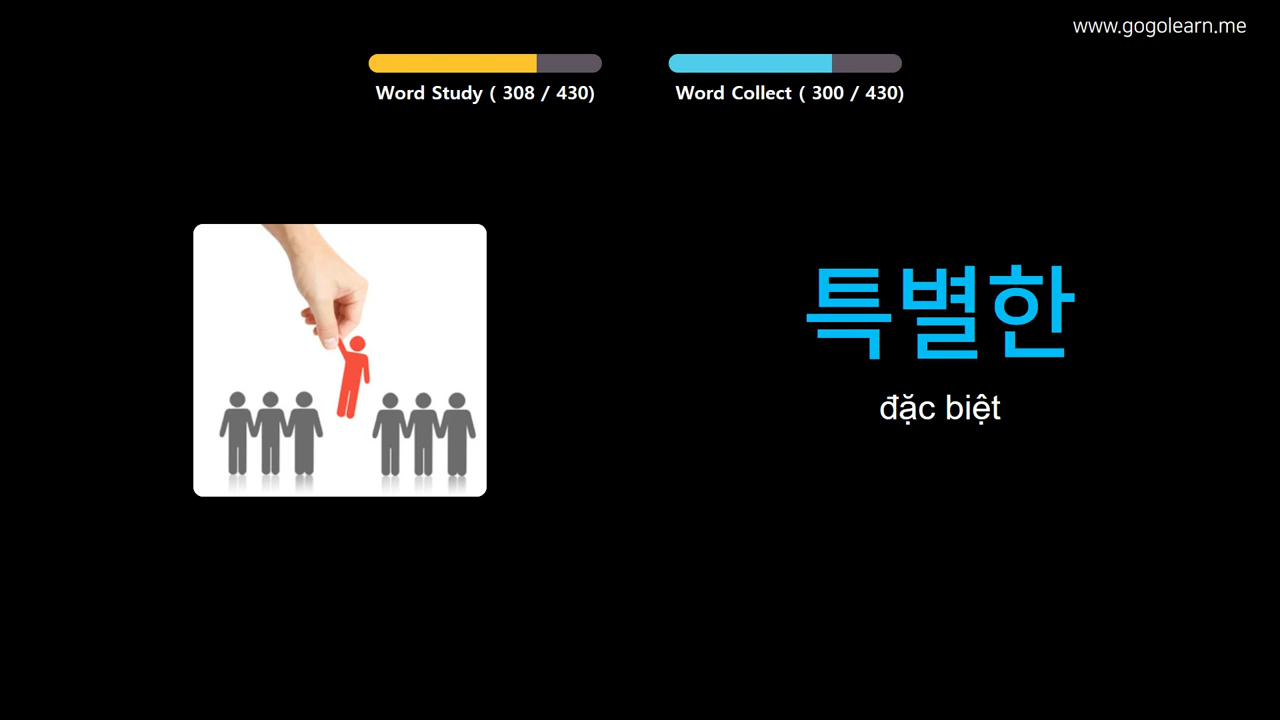 www.gogolearn.me
Word Study ( 308 / 430)
Word Collect ( 300 / 430)
특별한
đặc biệt